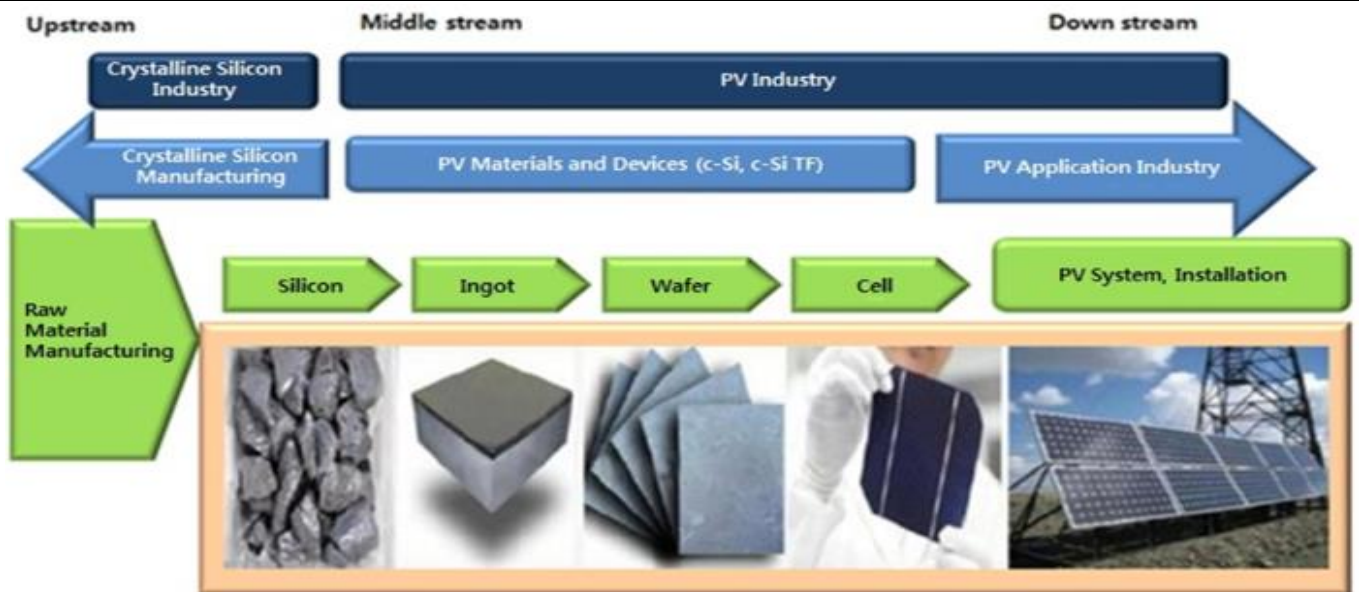 Upstream
Middle stream
Down stream
Crystalline Silicon
Industry
PV Industry
Crystalline Silicon
Manufacturing
PV Materials and Devices (c-Si, c-Si TF)
PV Application Industry
Raw
Material
Manufacturing
Silicon
Ingot
Wafer
Cell
PV System, Installation